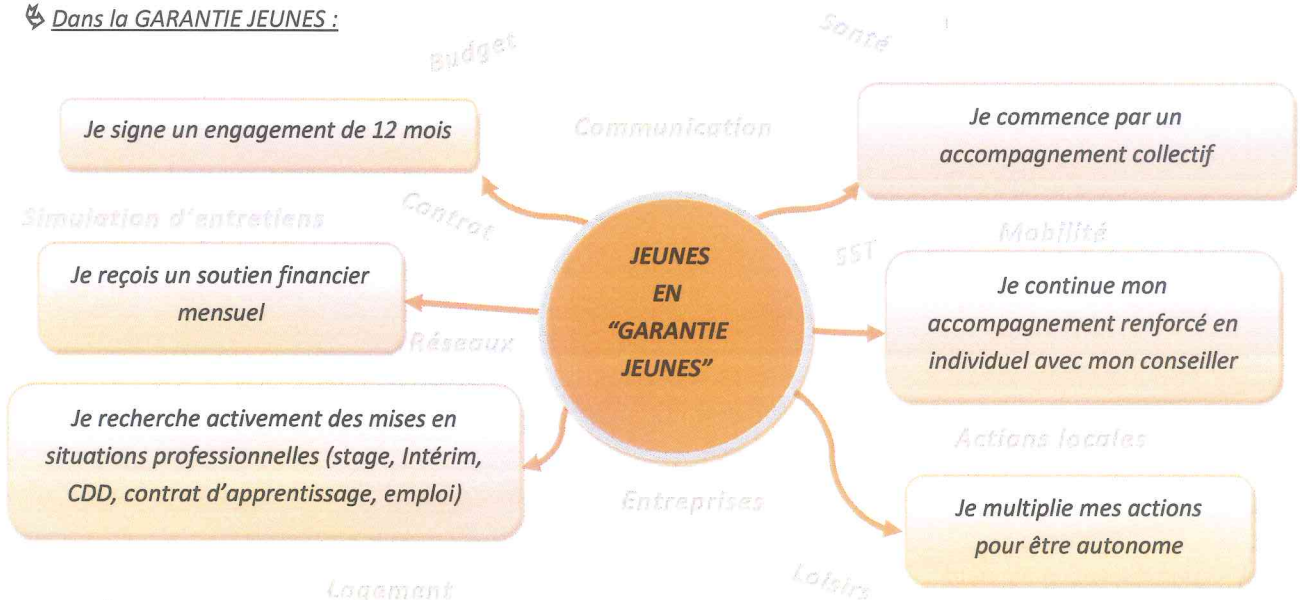 Dans la GARANTIE JEUNES :
Budget
Santé
Je signe un engagement de 12 mois
Communication
Je commence par un
accompagnement collectif
Simulation d'entretiens
Contrat
SST
Mobilité
Je reçois un soutien financier
mensuel
JEUNES
EN
“GARANTIE
JEUNES”
Je continue mon
accompagnement renforcé en
individuel avec mon conseiller
Réseaux
Je recherche activement des mises en
situations professionnelles (stage, Intérim,
CDD, contrat d'apprentissage, emploi)
Actions locales
Entreprises
Je multiplie mes actions
pour être autonome
Logement
Loisirs